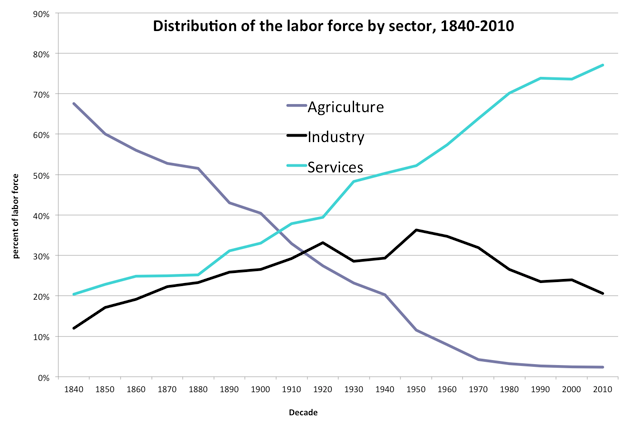 Distribution of the labor force by sector, 1840-2010
90%
80%
70%
60%
50%
40%
30%
20%
10%
0%
percent of labor force
Agriculture
Industry
Services
1840 1850 1860 1870 1880 1890 1900 1910 1920 1930 1940 1950 1960 1970 1980 1990 2000 2010
Decade